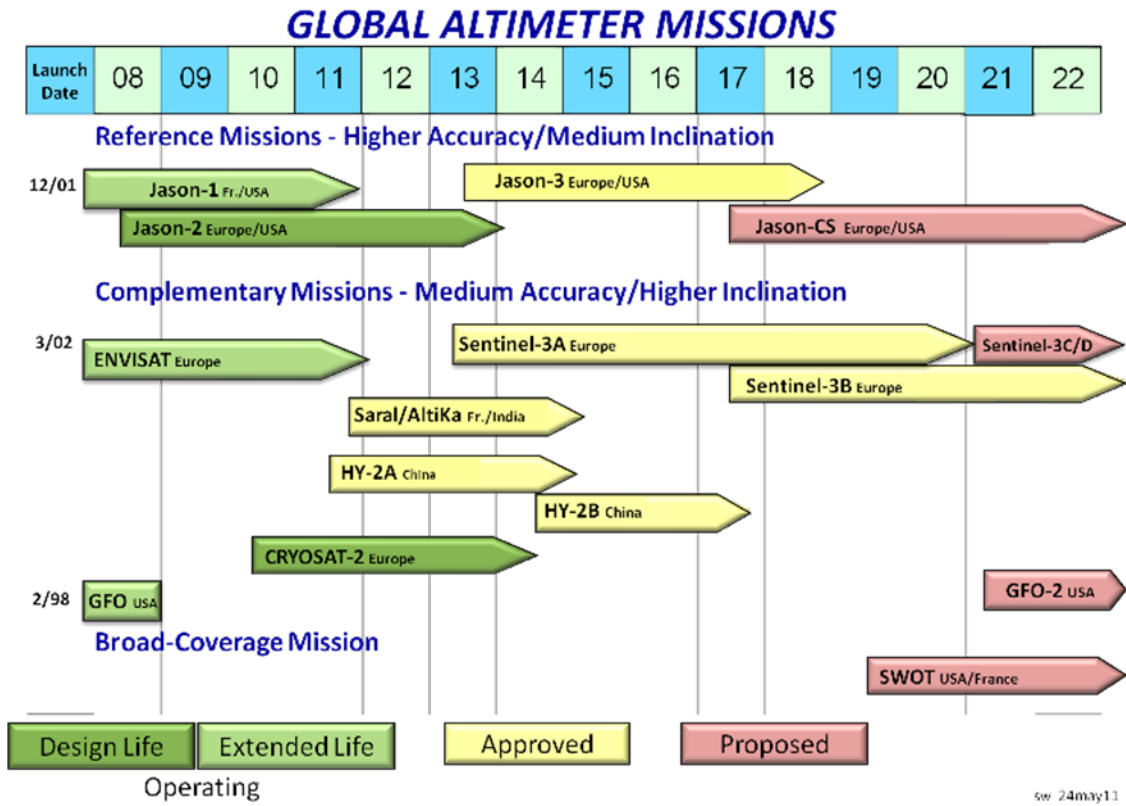 GLOBAL ALTIMETER MISSIONS
Launch Date 08 09 10 11 12 13 14 15 16 17 18 19 20 21 22
Reference Missions - Higher Accuracy/Medium Inclination
12/01 Jason-1 Fr./USA Jason-3 Europe/USA
Jason-2 Europe/USA Jason-CS Europe/USA
Complementary Missions - Medium Accuracy/Higher Inclination
3/02 ENVISAT Europe Sentinel-3A Europe Sentinel-3C/D
Sentinel-3B Europe
Saral/AltiKa Fr./India
HY-2A China
HY-2B China
CRYOSAT-2 Europe
2/98 GFO USA GFO-2 USA
Broad-Coverage Mission
SWOT USA/France
Design Life Extended Life Approved Proposed
Operating
sw 24may11